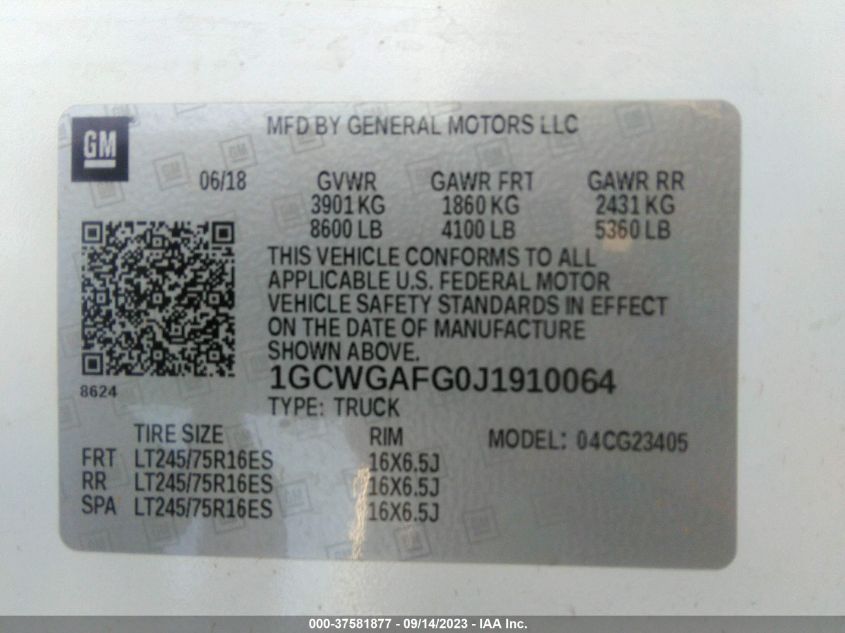 GM
MFD BY GENERAL MOTORS LLC
06/18 GVWR GAWR FRT GAWR RR
3901 KG 1860 KG 2431 KG
8600 LB 4100 LB 5360 LB
THIS VEHICLE CONFORMS TO ALL
APPLICABLE U.S. FEDERAL MOTOR
VEHICLE SAFETY STANDARDS IN EFFECT
ON THE DATE OF MANUFACTURE
SHOWN ABOVE.
8624
1GCWGAFG0J1910064
TYPE: TRUCK
TIRE SIZE RIM MODEL: 04CG23405
FRT LT245/75R16ES 16X6.5J
RR LT245/75R16ES 16X6.5J
SPA LT245/75R16ES 16X6.5J
000-37581877 - 09/14/2023 - IAA Inc.